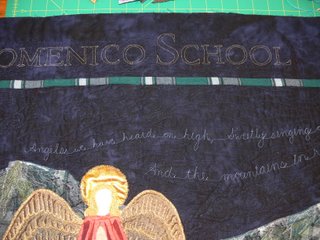 OMENICO SCHOOL
Angels we have heard on high, Sweetly singing o
And the mountains in r